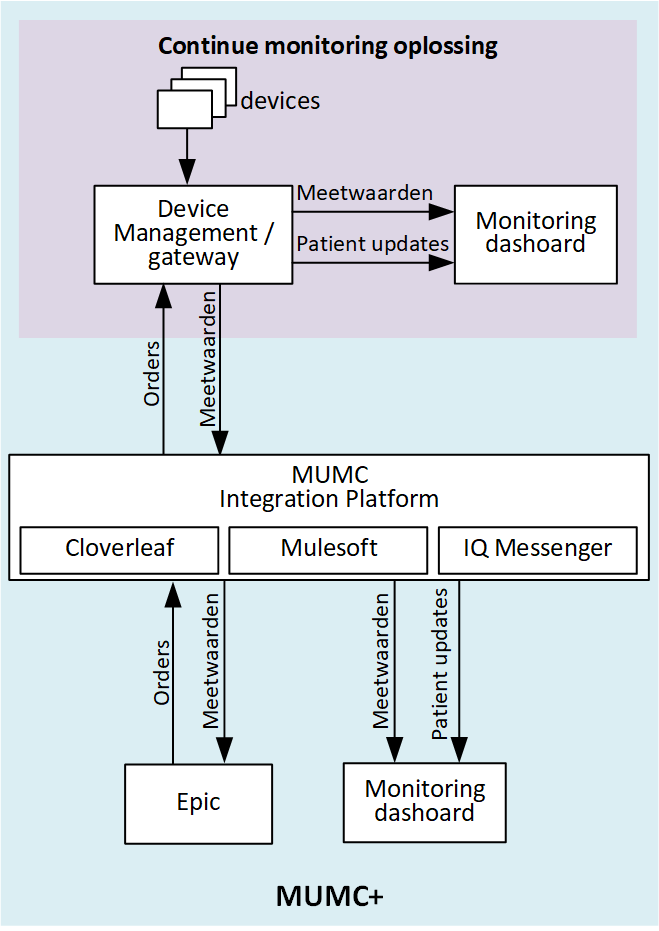 Continue monitoring oplossing
devices
Device
Management /
gateway
Meetwaarden
Patient updates
Monitoring
dashoard
Orders
Meetwaarden
MUMC
Integration Platform
Cloverleaf
Mulesoft
IQ Messenger
Orders
Meetwaarden
Meetwaarden
Patient updates
Epic
Monitoring
dashoard
MUMC+